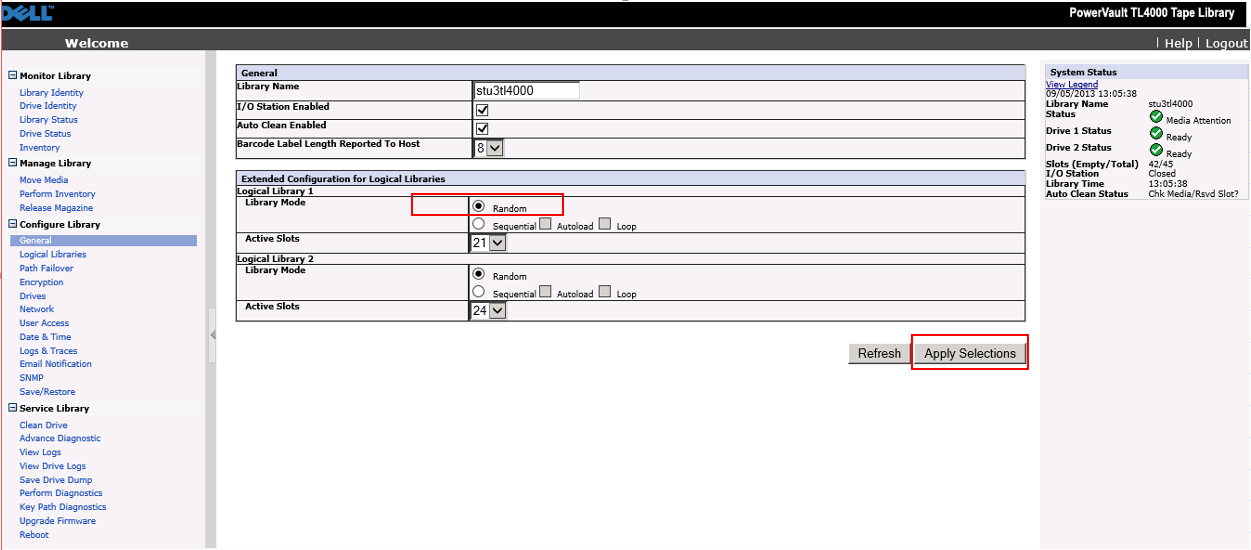 DELL™
PowerVault TL4000 Tape Library
Welcome
| Help | Logout
Monitor Library
Library Identity
Drive Identity
Library Status
Drive Status
Inventory
Manage Library
Move Media
Perform Inventory
Release Magazine
Configure Library
General
Logical Libraries
Path Failover
Encryption
Drives
Network
User Access
Date & Time
Logs & Traces
Email Notification
SNMP
Save/Restore
Service Library
Clean Drive
Advance Diagnostic
View Logs
View Drive Logs
Save Drive Dump
Perform Diagnostics
Key Path Diagnostics
Upgrade Firmware
Reboot
General
Library Name stu3tl4000
I/O Station Enabled
Auto Clean Enabled
Barcode Label Length Reported To Host 8
Extended Configuration for Logical Libraries
Logical Library 1
Library Mode Random
Sequential Autoload Loop
Active Slots 21
Logical Library 2
Library Mode Random
Sequential Autoload Loop
Active Slots 24
Refresh Apply Selections
System Status
View Legend
09/05/2013 13:05:38
Library Name stu3tl4000
Status Media Attention
Drive 1 Status Ready
Drive 2 Status Ready
Slots (Empty/Total) 42/45
I/O Station Closed
Library Time 13:05:38
Auto Clean Status Chk Media/Rsvd Slot?